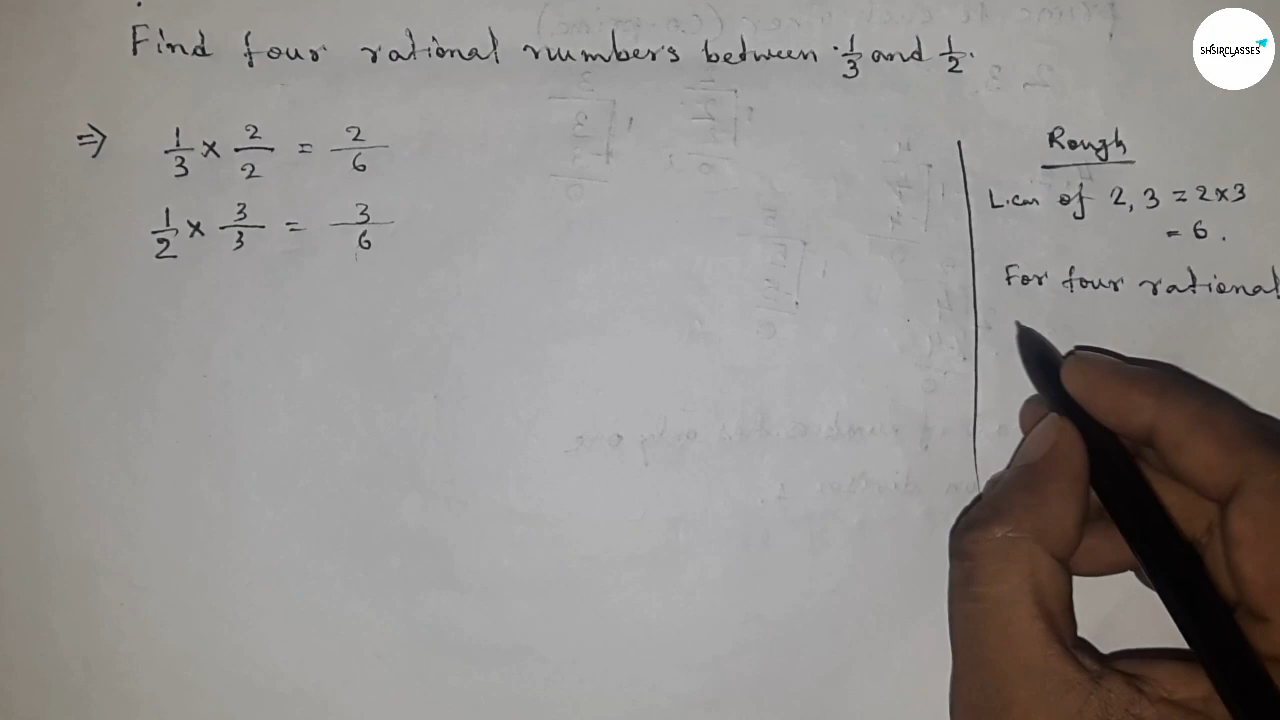 Find four rational numbers between 1/3 and 1/2.
⇒ 1/3 × 2/2 = 2/6
1/2 × 3/3 = 3/6
Rough
L.cm of 2, 3 = 2×3
= 6.
For four rational
SHSIRCLASSES